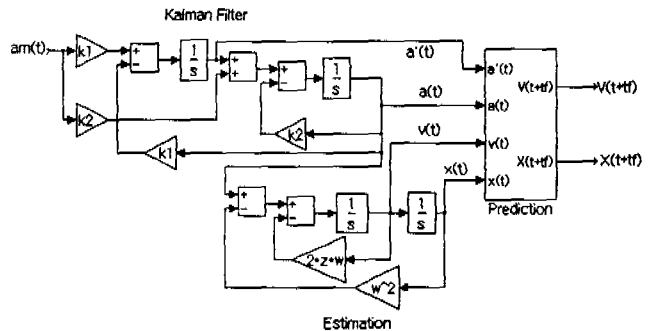 Kalman Filter
am(t)
k1
+
−
1
s
+
+
+
−
1
s
k2
k2
k1
a'(t)
a(t)
v(t)
x(t)
a'(t)
a(t)
v(t)
x(t)
V(t+tf)
X(t+tf)
V(t+tf)
X(t+tf)
Prediction
+
−
+
−
1
s
1
s
2*z*w
w^2
Estimation